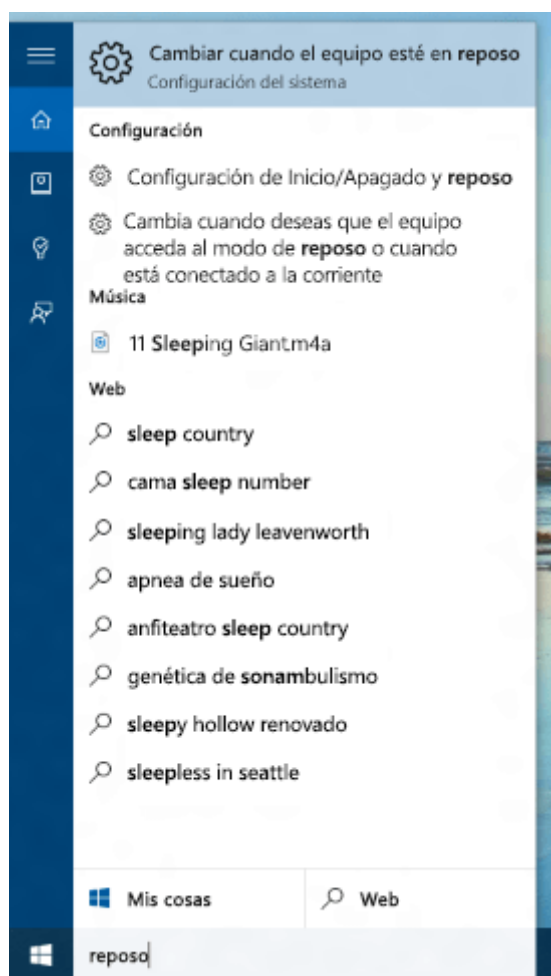 Cambiar cuando el equipo esté en reposo
Configuración del sistema
Configuración
Configuración de Inicio/Apagado y reposo
Cambia cuando deseas que el equipo
acceda al modo de reposo o cuando
está conectado a la corriente
Música
11 Sleeping Giant.m4a
Web
sleep country
cama sleep number
sleeping lady leavenworth
apnea de sueño
anfiteatro sleep country
genética de sonambulismo
sleepy hollow renovado
sleepless in seattle
Mis cosas
Web
reposo